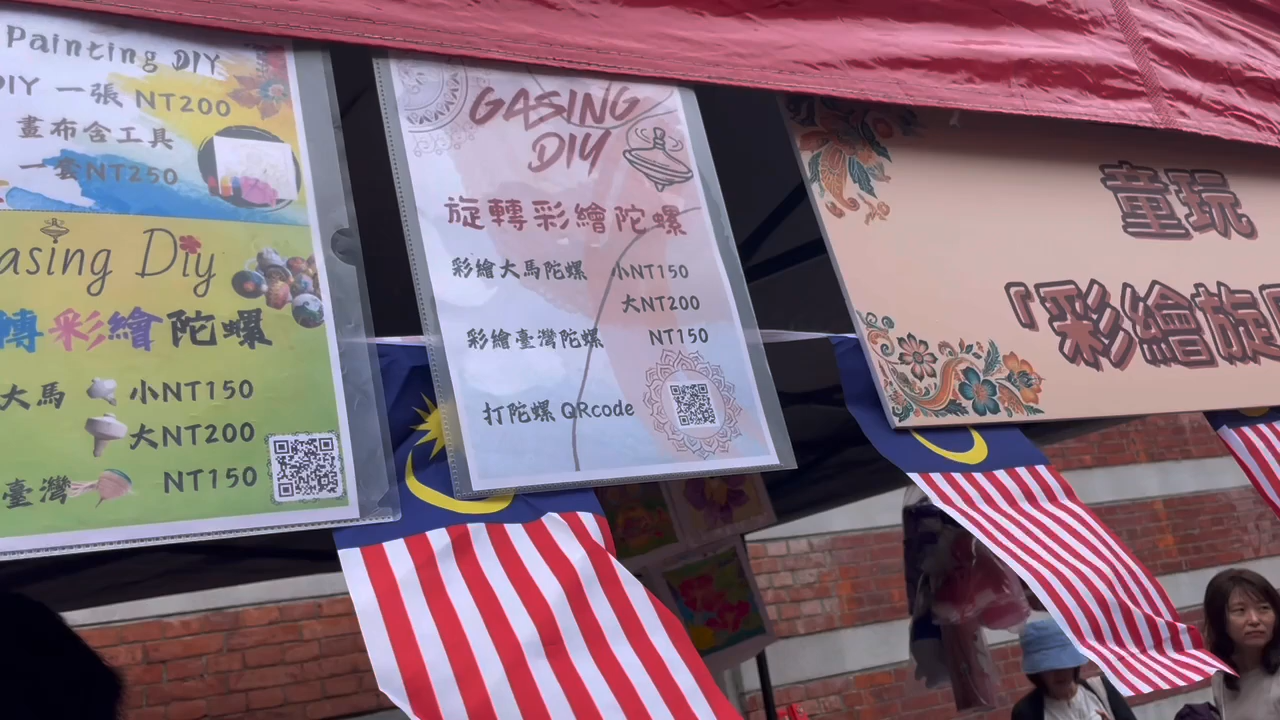 Painting DIY
DIY 一張 NT200
畫布含工具
一套NT250
asing Diy
轉彩繪陀螺
大馬 小NT150
大NT200
臺灣 NT150
GASING
DIY
旋轉彩繪陀螺
彩繪大馬陀螺 小NT150
大NT200
彩繪臺灣陀螺 NT150
打陀螺 QRcode
童玩
『彩繪旋